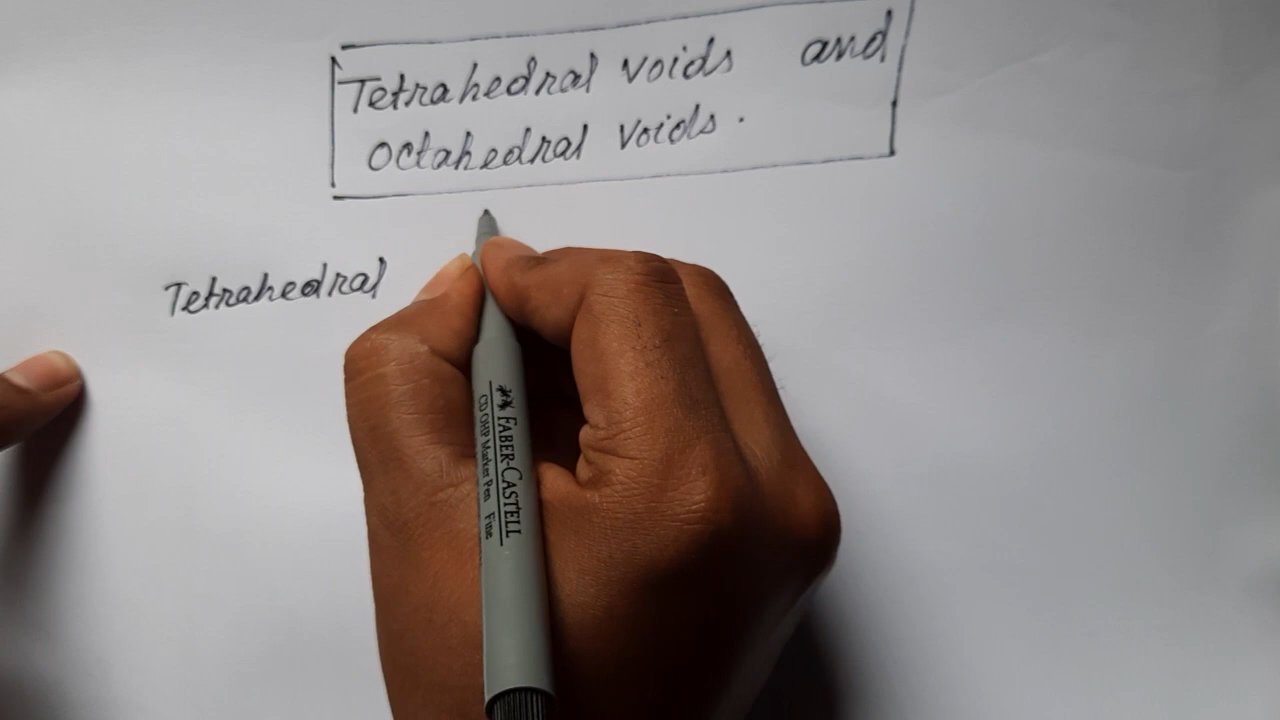 Tetrahedral voids and
octahedral voids.
Tetrahedral
FABER-CASTELL
CD OHP Marker Pen Fine